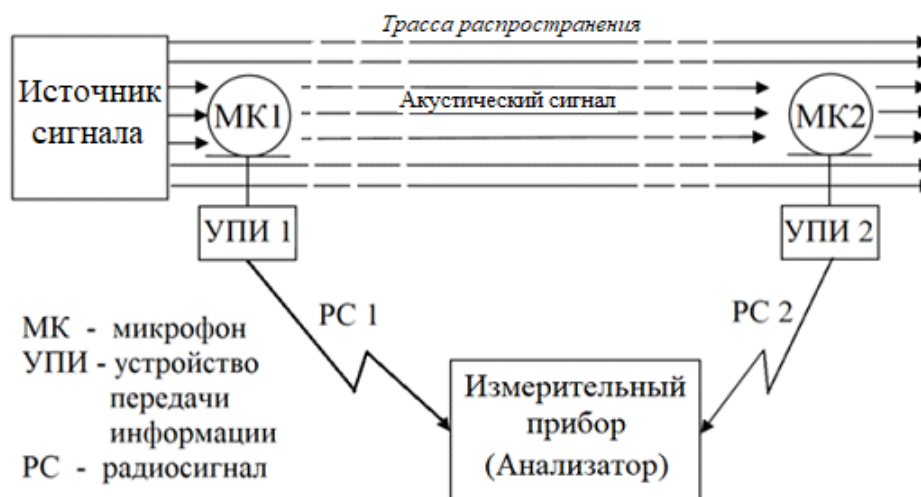 Трасса распространения
Источник
сигнала
МК1
Акустический сигнал
МК2
УПИ 1
УПИ 2
РС 1
РС 2
МК - микрофон
УПИ - устройство
передачи
информации
РС - радиосигнал
Измерительный
прибор
(Анализатор)